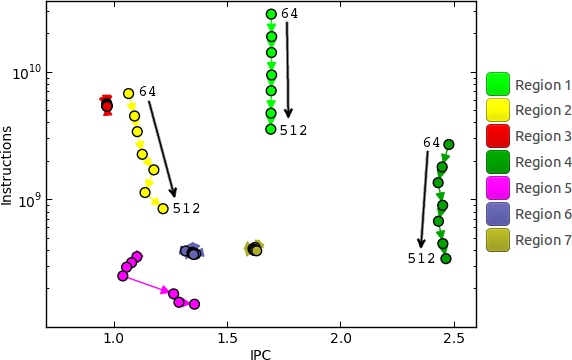 64
512
64
512
64
512
10^10
10^9
Instructions
1.0
1.5
2.0
2.5
IPC
Region 1
Region 2
Region 3
Region 4
Region 5
Region 6
Region 7